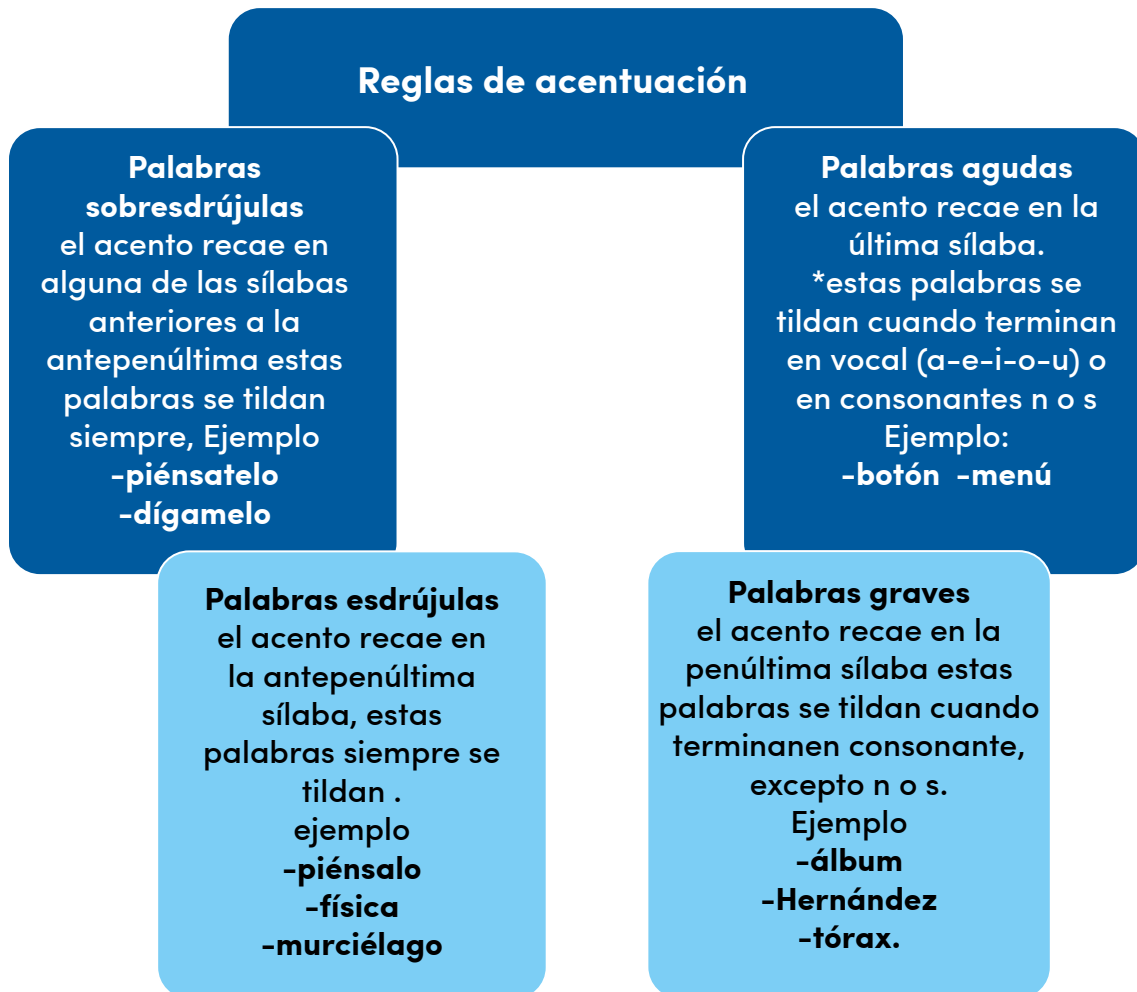 Reglas de acentuación
Palabras
sobresdrújulas
el acento recae en
alguna de las sílabas
anteriores a la
antepenúltima estas
palabras se tildan
siempre, Ejemplo
-piénsatelo
-dígamelo
Palabras agudas
el acento recae en la
última sílaba.
*estas palabras se
tildan cuando terminan
en vocal (a-e-i-o-u) o
en consonantes n o s
Ejemplo:
-botón -menú
Palabras esdrújulas
el acento recae en
la antepenúltima
sílaba, estas
palabras siempre se
tildan .
ejemplo
-piénsalo
-física
-murciélago
Palabras graves
el acento recae en la
penúltima sílaba estas
palabras se tildan cuando
terminanen consonante,
excepto n o s.
Ejemplo
-álbum
-Hernández
-tórax.